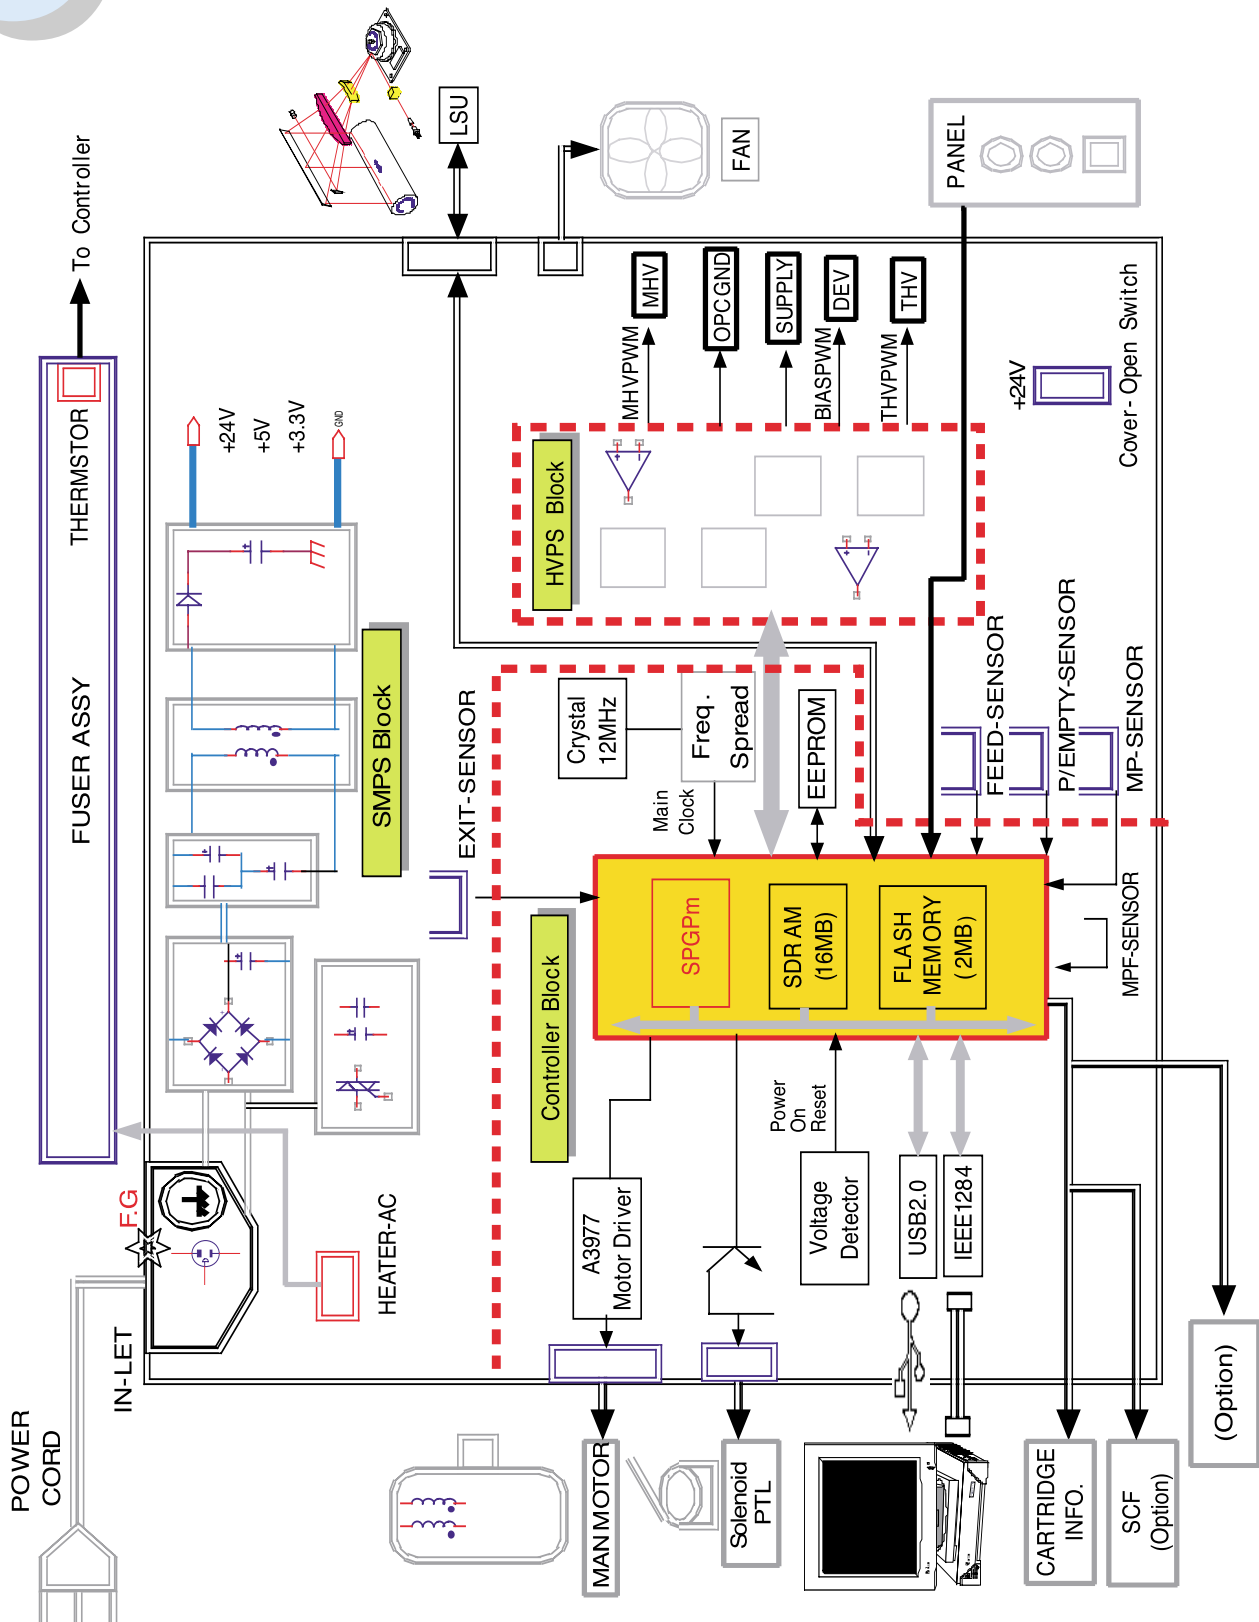 POWER
CORD
IN-LET
F.G
FUSER ASSY
THERMSTOR
To Controller
HEATER-AC
SMPS Block
+24V
+5V
+3.3V
GND
EXIT-SENSOR
LSU
FAN
PANEL
Controller Block
HVPS Block
MHVPWM
MHV
OPC GND
SUPPLY
BIASPWM
DEV
THVPWM
THV
+24V
Cover-Open Switch
Crystal
12MHz
Freq.
Spread
Main
Clock
EEPROM
FEED-SENSOR
P/EMPTY-SENSOR
MP-SENSOR
MPF-SENSOR
SPGPm
SDRAM
(16MB)
FLASH
MEMORY
( 2MB)
A3977
Motor Driver
Power
On
Reset
Voltage
Detector
USB2.0
IEEE1284
MAN MOTOR
Solenoid
PTL
CARTRIDGE
INFO.
SCF
(Option)
(Option)